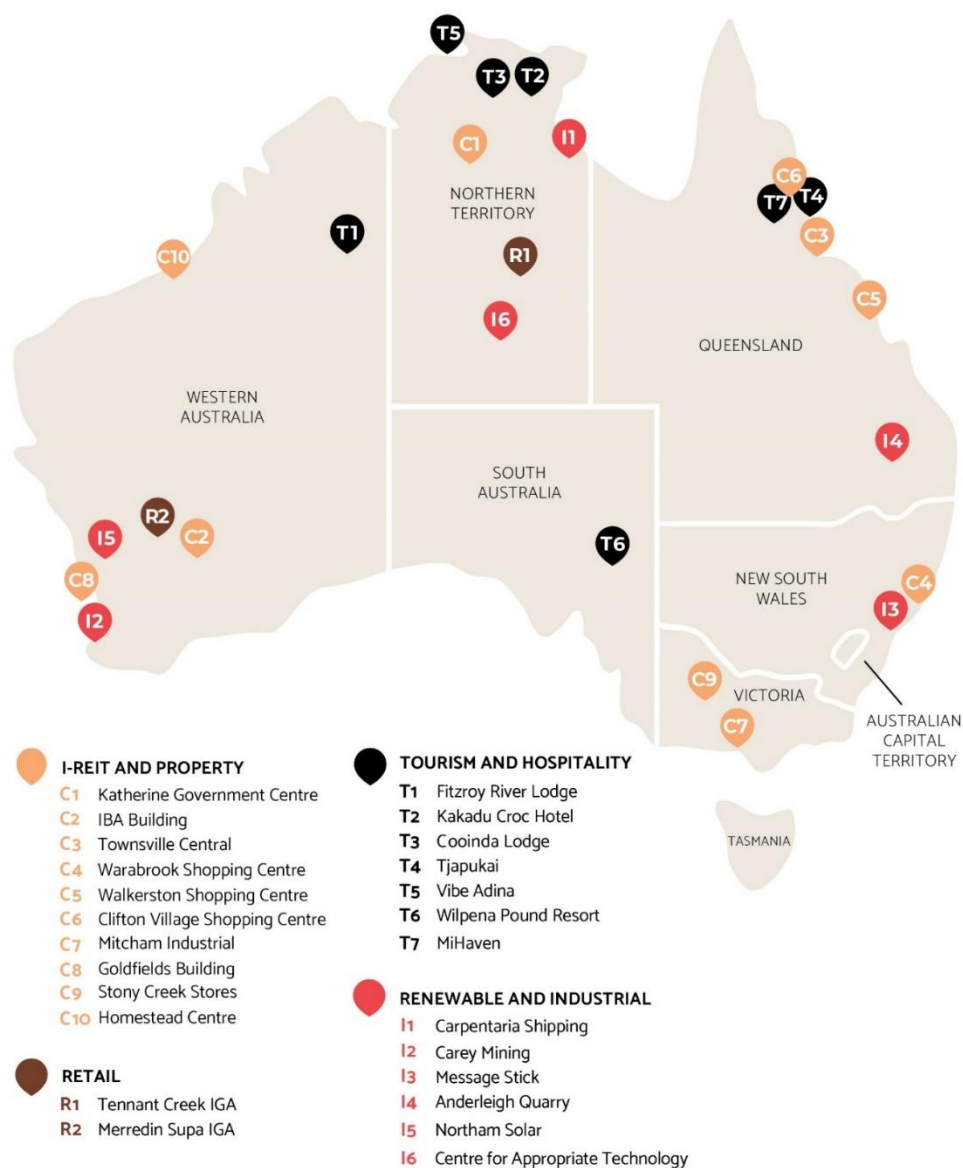 T5
T3
T2
C1
I1
C6
T7
T4
NORTHERN
TERRITORY
T1
C3
C10
R1
C5
I6
QUEENSLAND
WESTERN
AUSTRALIA
I4
SOUTH
AUSTRALIA
R2
I5
C2
T6
C8
NEW SOUTH
WALES
C4
I2
I3
C9
VICTORIA
C7
AUSTRALIAN
CAPITAL
TERRITORY
TASMANIA
I-REIT AND PROPERTY
C1 Katherine Government Centre
C2 IBA Building
C3 Townsville Central
C4 Warabrook Shopping Centre
C5 Walkerston Shopping Centre
C6 Clifton Village Shopping Centre
C7 Mitcham Industrial
C8 Goldfields Building
C9 Stony Creek Stores
C10 Homestead Centre
RETAIL
R1 Tennant Creek IGA
R2 Merredin Supa IGA
TOURISM AND HOSPITALITY
T1 Fitzroy River Lodge
T2 Kakadu Croc Hotel
T3 Cooinda Lodge
T4 Tjapukai
T5 Vibe Adina
T6 Wilpena Pound Resort
T7 MiHaven
RENEWABLE AND INDUSTRIAL
I1 Carpentaria Shipping
I2 Carey Mining
I3 Message Stick
I4 Anderleigh Quarry
I5 Northam Solar
I6 Centre for Appropriate Technology